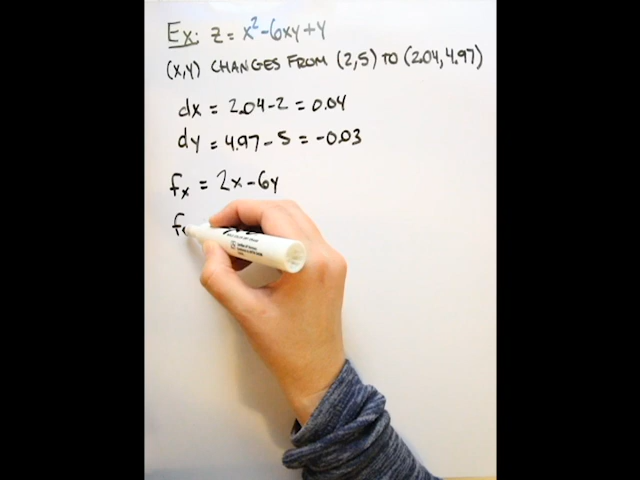 Ex: z = x² - 6xy + y
(x,y) CHANGES FROM (2,5) TO (2.04, 4.97)
dx = 2.04 - 2 = 0.04
dy = 4.97 - 5 = -0.03
fx = 2x - 6y
f